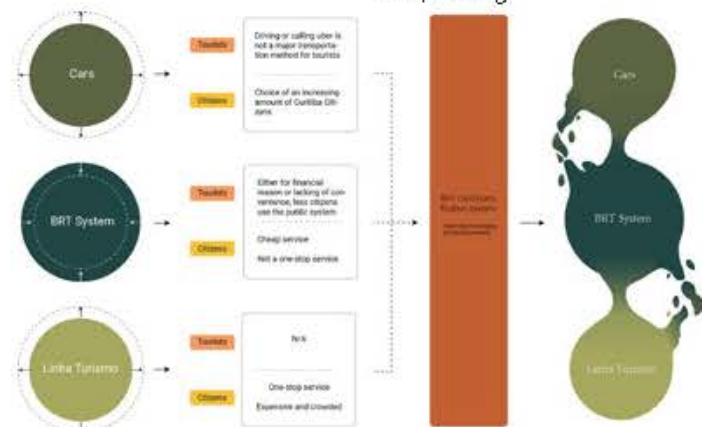 Cars
Tourists
Driving or calling uber is
not a major transporta-
tion method for tourists
Citizens
Choice of an increasing
amount of Curitiba Citi-
zens
BRT System
Tourists
Either for financial
reason or lacking of con-
venience, less citizens
use the public system
Citizens
Cheap service
Not a one-stop service
Linha Turismo
Tourists
N/A
Citizens
One-stop service
Expensive and crowded
Cars
BRT System
Linha Turismo